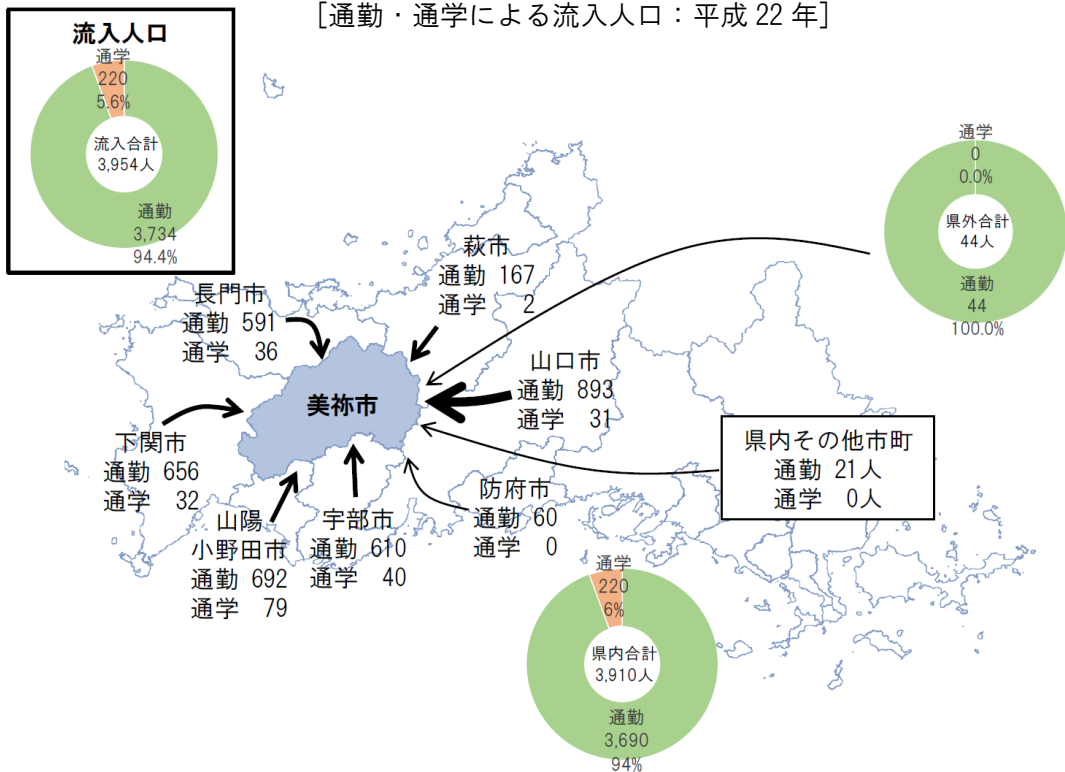 [通勤・通学による流入人口：平成 22 年]
流入人口
通学
220
5.6%
流入合計
3,954人
通勤
3,734
94.4%
通学
0
0.0%
県外合計
44人
通勤
44
100.0%
萩市
通勤 167
通学 2
長門市
通勤 591
通学 36
山口市
通勤 893
通学 31
美祢市
下関市
通勤 656
通学 32
県内その他市町
通勤 21人
通学 0人
防府市
通勤 60
通学 0
山陽
小野田市
通勤 692
通学 79
宇部市
通勤 610
通学 40
通学
220
6%
県内合計
3,910人
通勤
3,690
94%